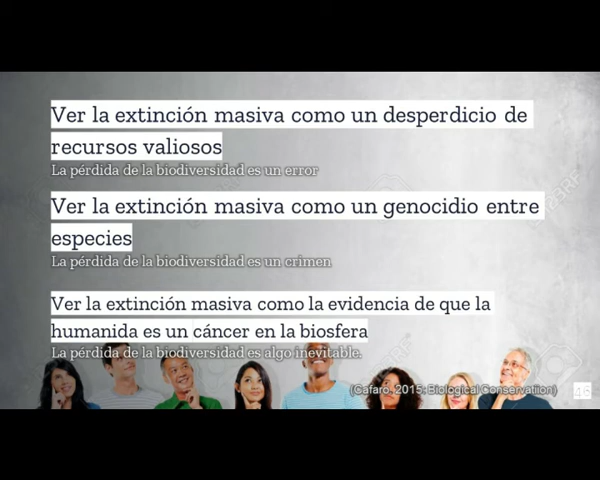 Ver la extinción masiva como un desperdicio de
recursos valiosos
La pérdida de la biodiversidad es un error
Ver la extinción masiva como un genocidio entre
especies
La pérdida de la biodiversidad es un crimen
Ver la extinción masiva como la evidencia de que la
humanida es un cáncer en la biosfera
La pérdida de la biodiversidad es algo inevitable.
(Cafaro, 2015; Biological Conservatiion)
46